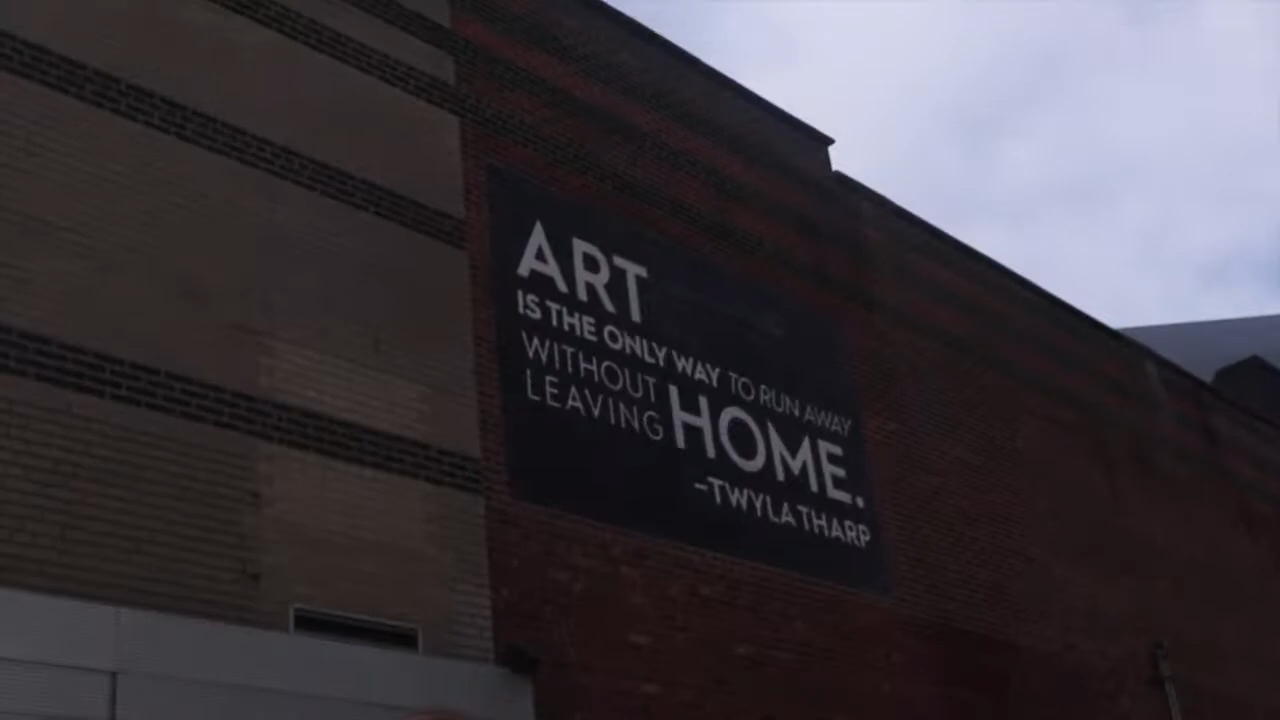 ART
IS THE ONLY WAY TO RUN AWAY
WITHOUT
LEAVING HOME.
-TWYLA THARP